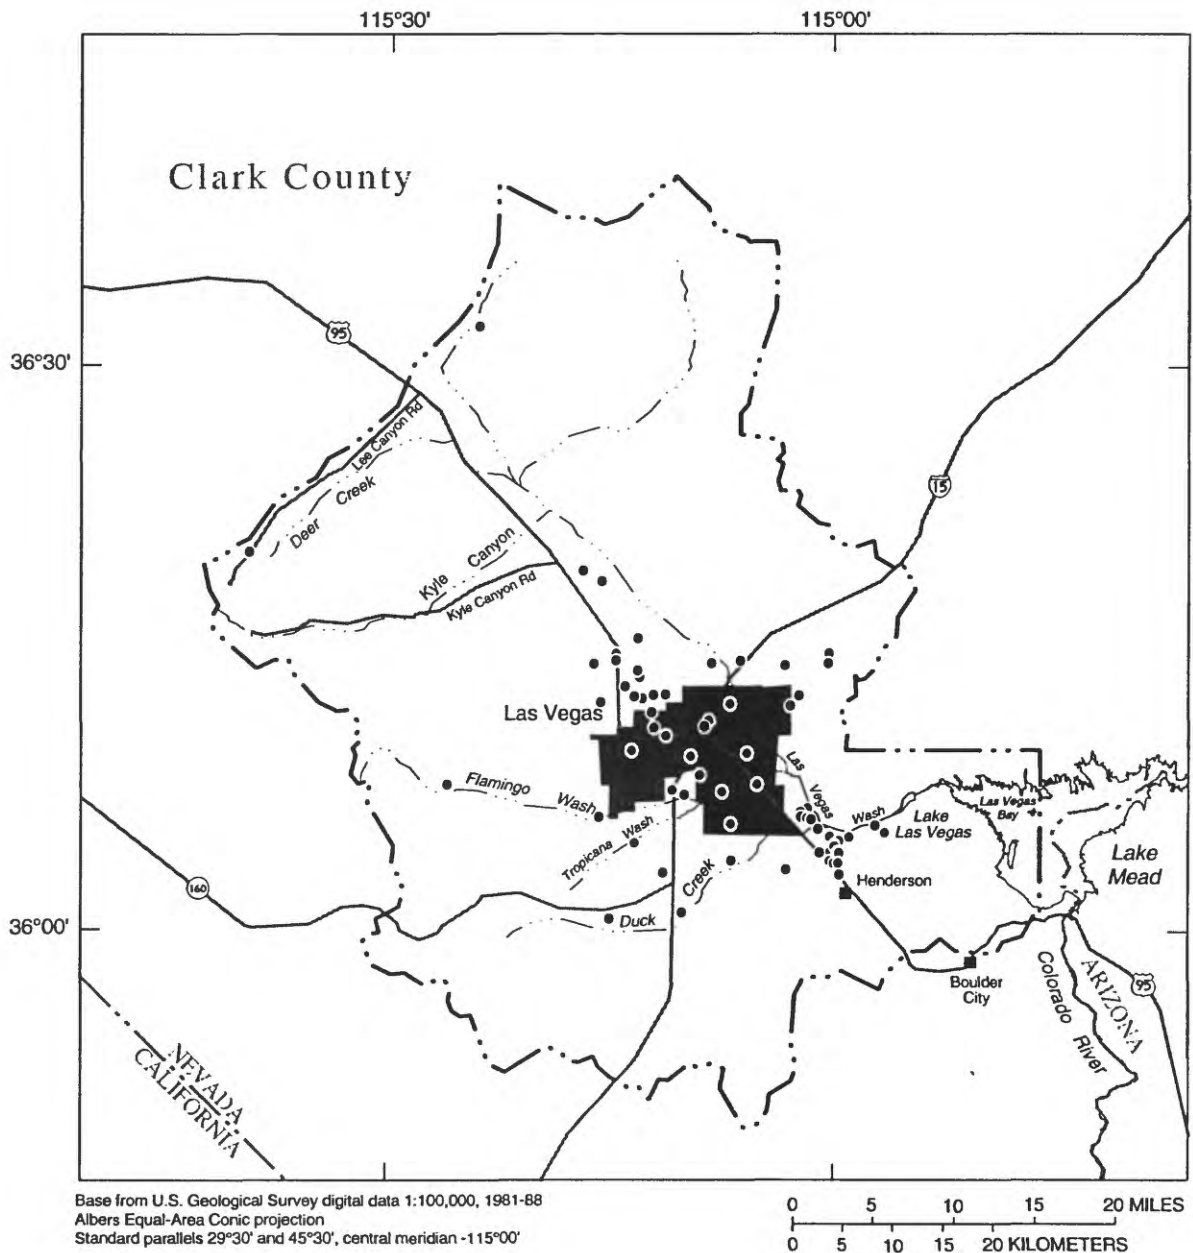 115°30'
115°00'
Clark County
95
36°30'
Lee Canyon Rd
15
Deer Creek
Kyle Canyon
Kyle Canyon Rd
Las Vegas
Las Vegas Wash
Flamingo Wash
Las Vegas
Bay
Lake
Las Vegas
Tropicana Wash
Lake
Mead
160
Henderson
Creek
Duck
36°00'
Boulder
City
ARIZONA
95
Colorado River
NEVADA
CALIFORNIA
Base from U.S. Geological Survey digital data 1:100,000, 1981-88
Albers Equal-Area Conic projection
Standard parallels 29°30' and 45°30', central meridian -115°00'
0 5 10 15 20 MILES
0 5 10 15 20 KILOMETERS